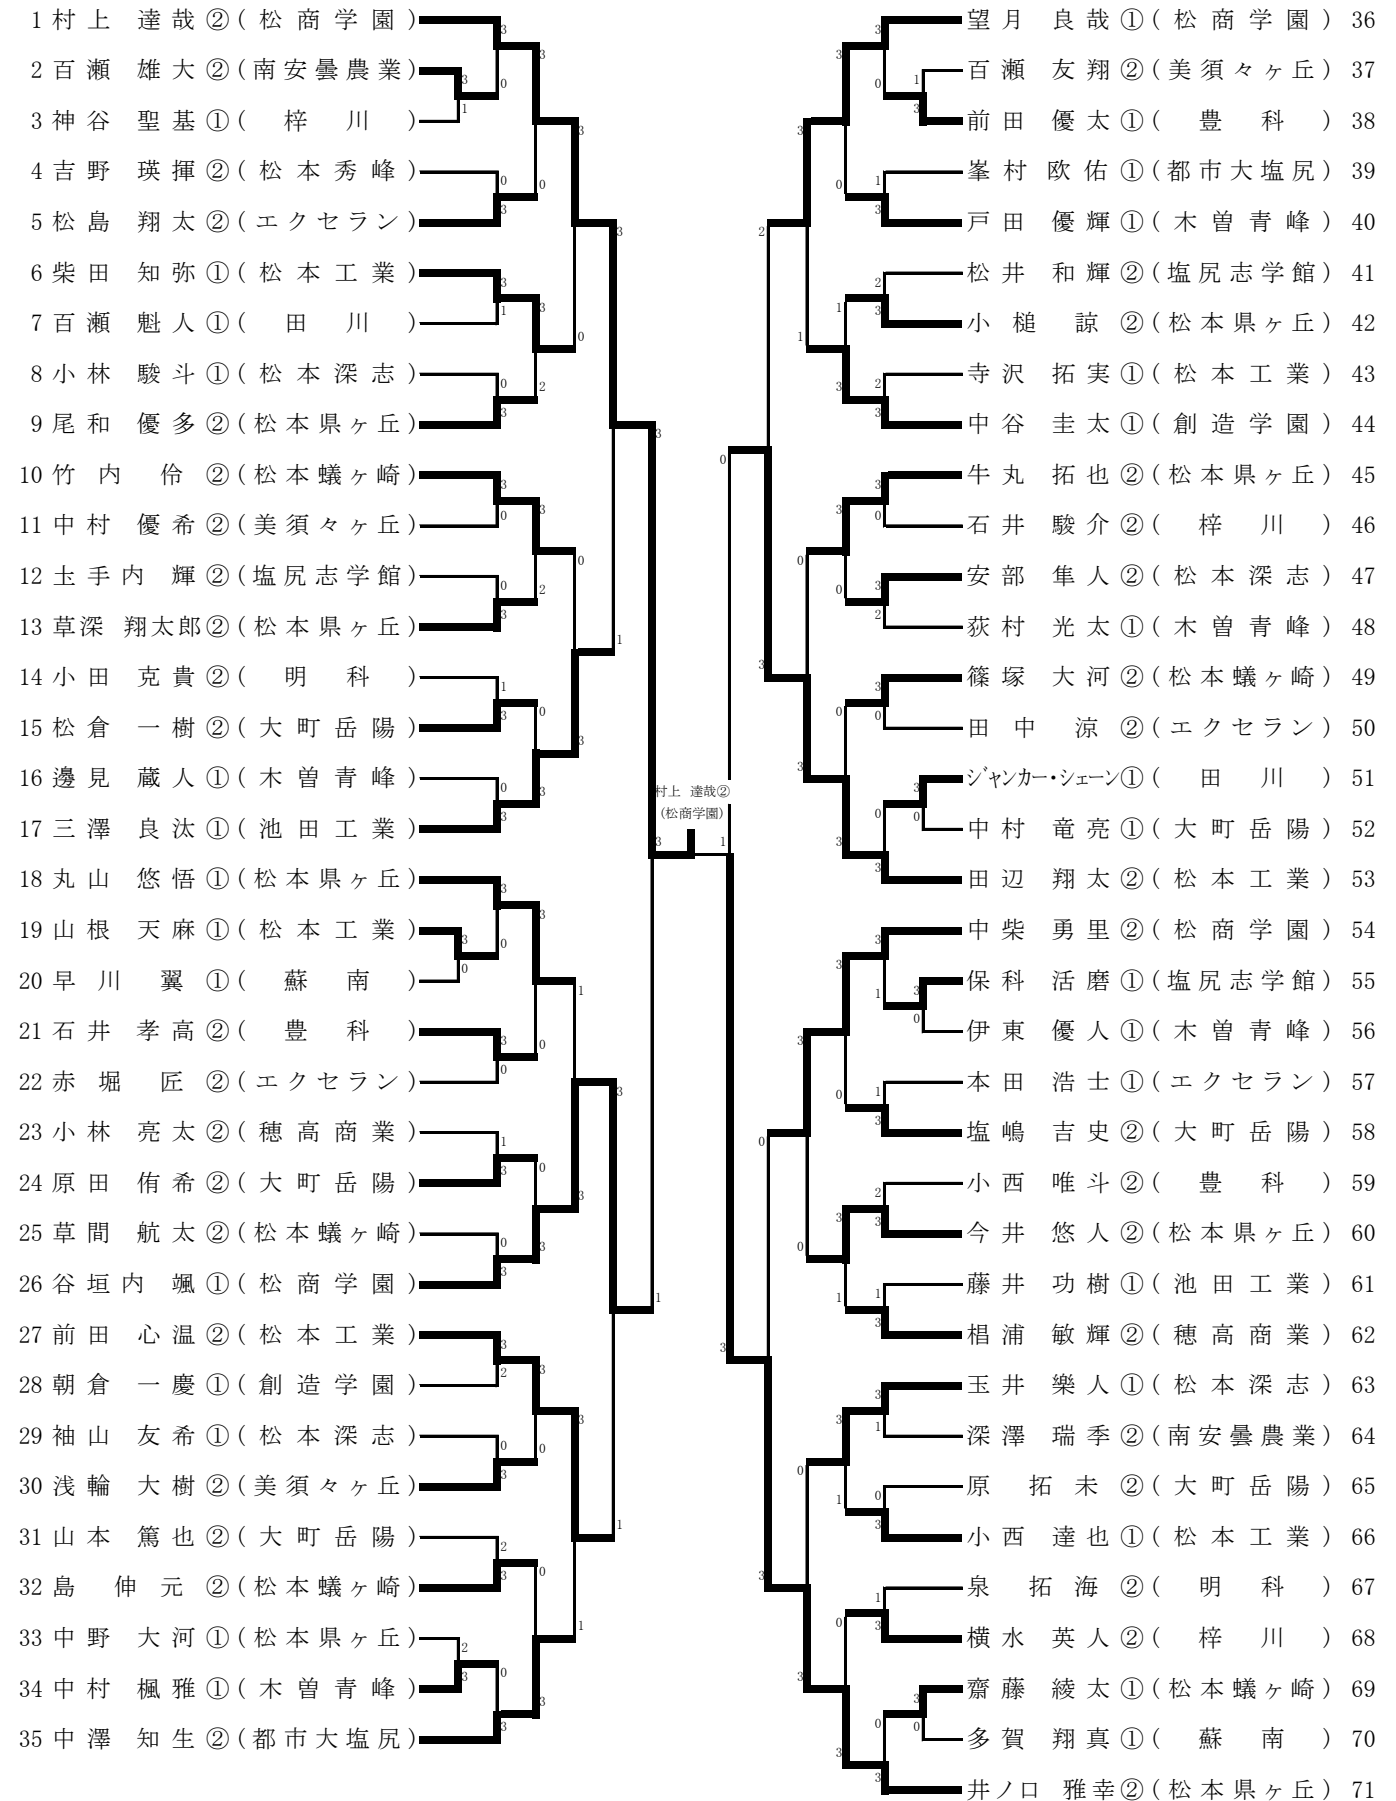 1 村上 達哉 ② (松商学園)
2 百瀬 雄大 ② (南安曇農業)
3 神谷 聖基 ① (梓川)
4 吉野 瑛揮 ② (松本秀峰)
5 松島 翔太 ② (エクセラン)
6 柴田 知弥 ① (松本工業)
7 百瀬 魁人 ① (田川)
8 小林 駿斗 ① (松本深志)
9 尾和 優多 ② (松本県ヶ丘)
10 竹内 伶 ② (松本蟻ヶ崎)
11 中村 優希 ② (美須々ヶ丘)
12 圡手内 輝 ② (塩尻志学館)
13 草深 翔太郎 ② (松本県ヶ丘)
14 小田 克貴 ② (明科)
15 松倉 一樹 ② (大町岳陽)
16 邊見 蔵人 ① (木曽青峰)
17 三澤 良汰 ① (池田工業)
18 丸山 悠悟 ① (松本県ヶ丘)
19 山根 天麻 ① (松本工業)
20 早川 翼 ① (蘇南)
21 石井 孝高 ② (豊科)
22 赤堀 匠 ② (エクセラン)
23 小林 亮太 ② (穂高商業)
24 原田 侑希 ② (大町岳陽)
25 草間 航太 ② (松本蟻ヶ崎)
26 谷垣内 颯 ① (松商学園)
27 前田 心温 ② (松本工業)
28 朝倉 一慶 ① (創造学園)
29 袖山 友希 ① (松本深志)
30 浅輪 大樹 ② (美須々ヶ丘)
31 山本 篤也 ② (大町岳陽)
32 島 伸元 ② (松本蟻ヶ崎)
33 中野 大河 ① (松本県ヶ丘)
34 中村 楓雅 ① (木曽青峰)
35 中澤 知生 ② (都市大塩尻)
村上 達哉②
(松商学園)
3 1
望月 良哉 ① (松商学園) 36
百瀬 友翔 ② (美須々ヶ丘) 37
前田 優太 ① (豊科) 38
峯村 欧佑 ① (都市大塩尻) 39
戸田 優輝 ① (木曽青峰) 40
松井 和輝 ② (塩尻志学館) 41
小槌 諒 ② (松本県ヶ丘) 42
寺沢 拓実 ① (松本工業) 43
中谷 圭太 ① (創造学園) 44
牛丸 拓也 ② (松本県ヶ丘) 45
石井 駿介 ② (梓川) 46
安部 隼人 ② (松本深志) 47
荻村 光太 ① (木曽青峰) 48
篠塚 大河 ② (松本蟻ヶ崎) 49
田中 涼 ② (エクセラン) 50
ジャンカー・シェーン ① (田川) 51
中村 竜亮 ① (大町岳陽) 52
田辺 翔太 ② (松本工業) 53
中柴 勇里 ② (松商学園) 54
保科 活磨 ① (塩尻志学館) 55
伊東 優人 ① (木曽青峰) 56
本田 浩士 ① (エクセラン) 57
塩嶋 吉史 ② (大町岳陽) 58
小西 唯斗 ② (豊科) 59
今井 悠人 ② (松本県ヶ丘) 60
藤井 功樹 ① (池田工業) 61
椙浦 敏輝 ② (穂高商業) 62
玉井 樂人 ① (松本深志) 63
深澤 瑞季 ② (南安曇農業) 64
原 拓未 ② (大町岳陽) 65
小西 達也 ① (松本工業) 66
泉 拓海 ② (明科) 67
横水 英人 ② (梓川) 68
齋藤 綾太 ① (松本蟻ヶ崎) 69
多賀 翔真 ① (蘇南) 70
井ノ口 雅幸 ② (松本県ヶ丘) 71